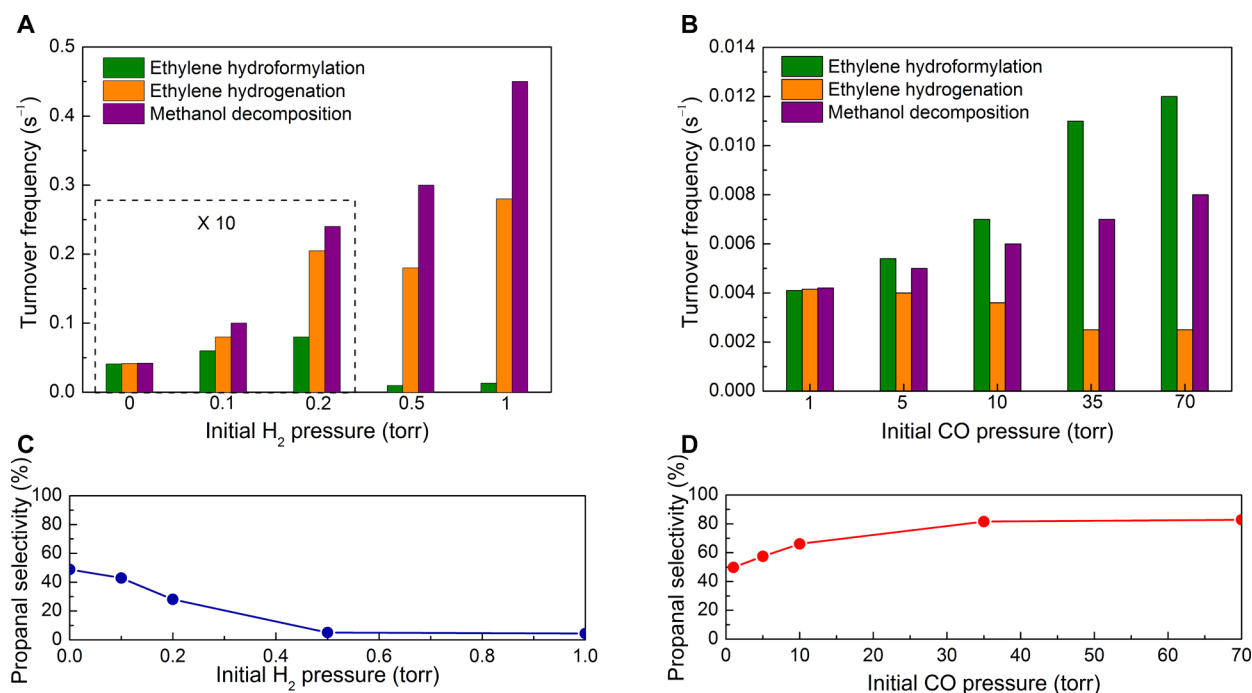 A
Turnover frequency (s⁻¹)
0.5
0.4
0.3
0.2
0.1
0.0
Ethylene hydroformylation
Ethylene hydrogenation
Methanol decomposition
X 10
0 0.1 0.2 0.5 1
Initial H₂ pressure (torr)
B
Turnover frequency (s⁻¹)
0.014
0.012
0.010
0.008
0.006
0.004
0.002
0.000
Ethylene hydroformylation
Ethylene hydrogenation
Methanol decomposition
1 5 10 35 70
Initial CO pressure (torr)
C
Propanal selectivity (%)
100
80
60
40
20
0
0.0 0.2 0.4 0.6 0.8 1.0
Initial H₂ pressure (torr)
D
Propanal selectivity (%)
100
80
60
40
20
0
0 10 20 30 40 50 60 70
Initial CO pressure (torr)